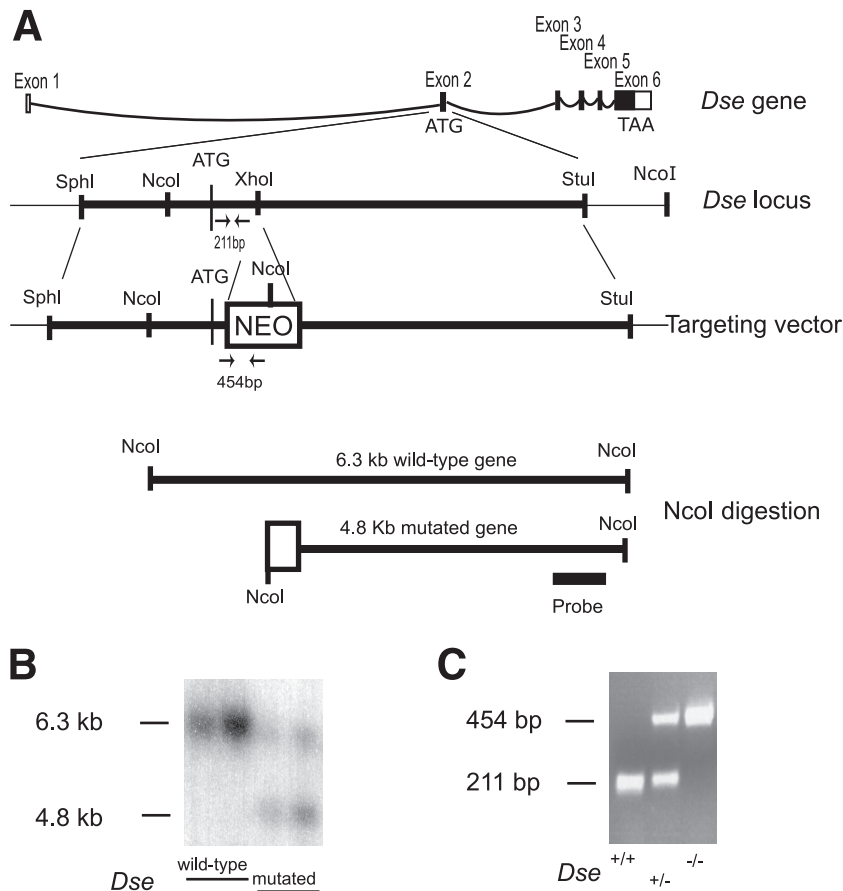 A
Exon 3
Exon 4
Exon 5
Exon 1
Exon 2
Exon 6
Dse gene
ATG
TAA
ATG
SphI
NcoI
XhoI
StuI
NcoI
Dse locus
211bp
ATG
NcoI
SphI
NcoI
StuI
NEO
Targeting vector
454bp
NcoI
6.3 kb wild-type gene
NcoI
NcoI digestion
4.8 Kb mutated gene
NcoI
NcoI
Probe
B
6.3 kb
4.8 kb
Dse
wild-type
mutated
C
454 bp
211 bp
Dse
+/+
+/-
-/-